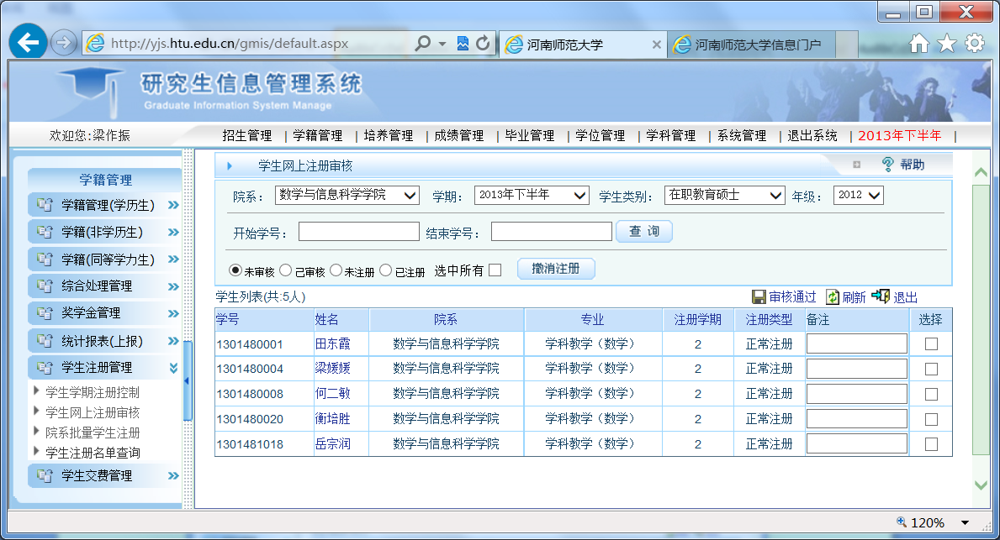 http://yjs.htu.edu.cn/gmis/default.aspx
河南师范大学
河南师范大学信息门户
研究生信息管理系统
Graduate Information System Manage
欢迎您:梁作振
招生管理 | 学籍管理 | 培养管理 | 成绩管理 | 毕业管理 | 学位管理 | 学科管理 | 系统管理 | 退出系统 | 2013年下半年 |
学籍管理
学籍管理(学历生)
学籍(非学历生)
学籍(同等学力生)
综合处理管理
奖学金管理
统计报表(上报)
学生注册管理
学生学期注册控制
学生网上注册审核
院系批量学生注册
学生注册名单查询
学生交费管理
学生网上注册审核
帮助
院系： 数学与信息科学学院 学期： 2013年下半年 学生类别： 在职教育硕士 年级： 2012
开始学号： 结束学号： 查 询
未审核 己审核 未注册 已注册 选中所有 撤消注册
学生列表(共:5人) 审核通过 刷新 退出
学号 姓名 院系 专业 注册学期 注册类型 备注 选择
1301480001 田东霞 数学与信息科学学院 学科教学（数学） 2 正常注册
1301480004 梁媛媛 数学与信息科学学院 学科教学（数学） 2 正常注册
1301480008 何二敏 数学与信息科学学院 学科教学（数学） 2 正常注册
1301480020 衡培胜 数学与信息科学学院 学科教学（数学） 2 正常注册
1301481018 岳宗润 数学与信息科学学院 学科教学（数学） 2 正常注册
120%